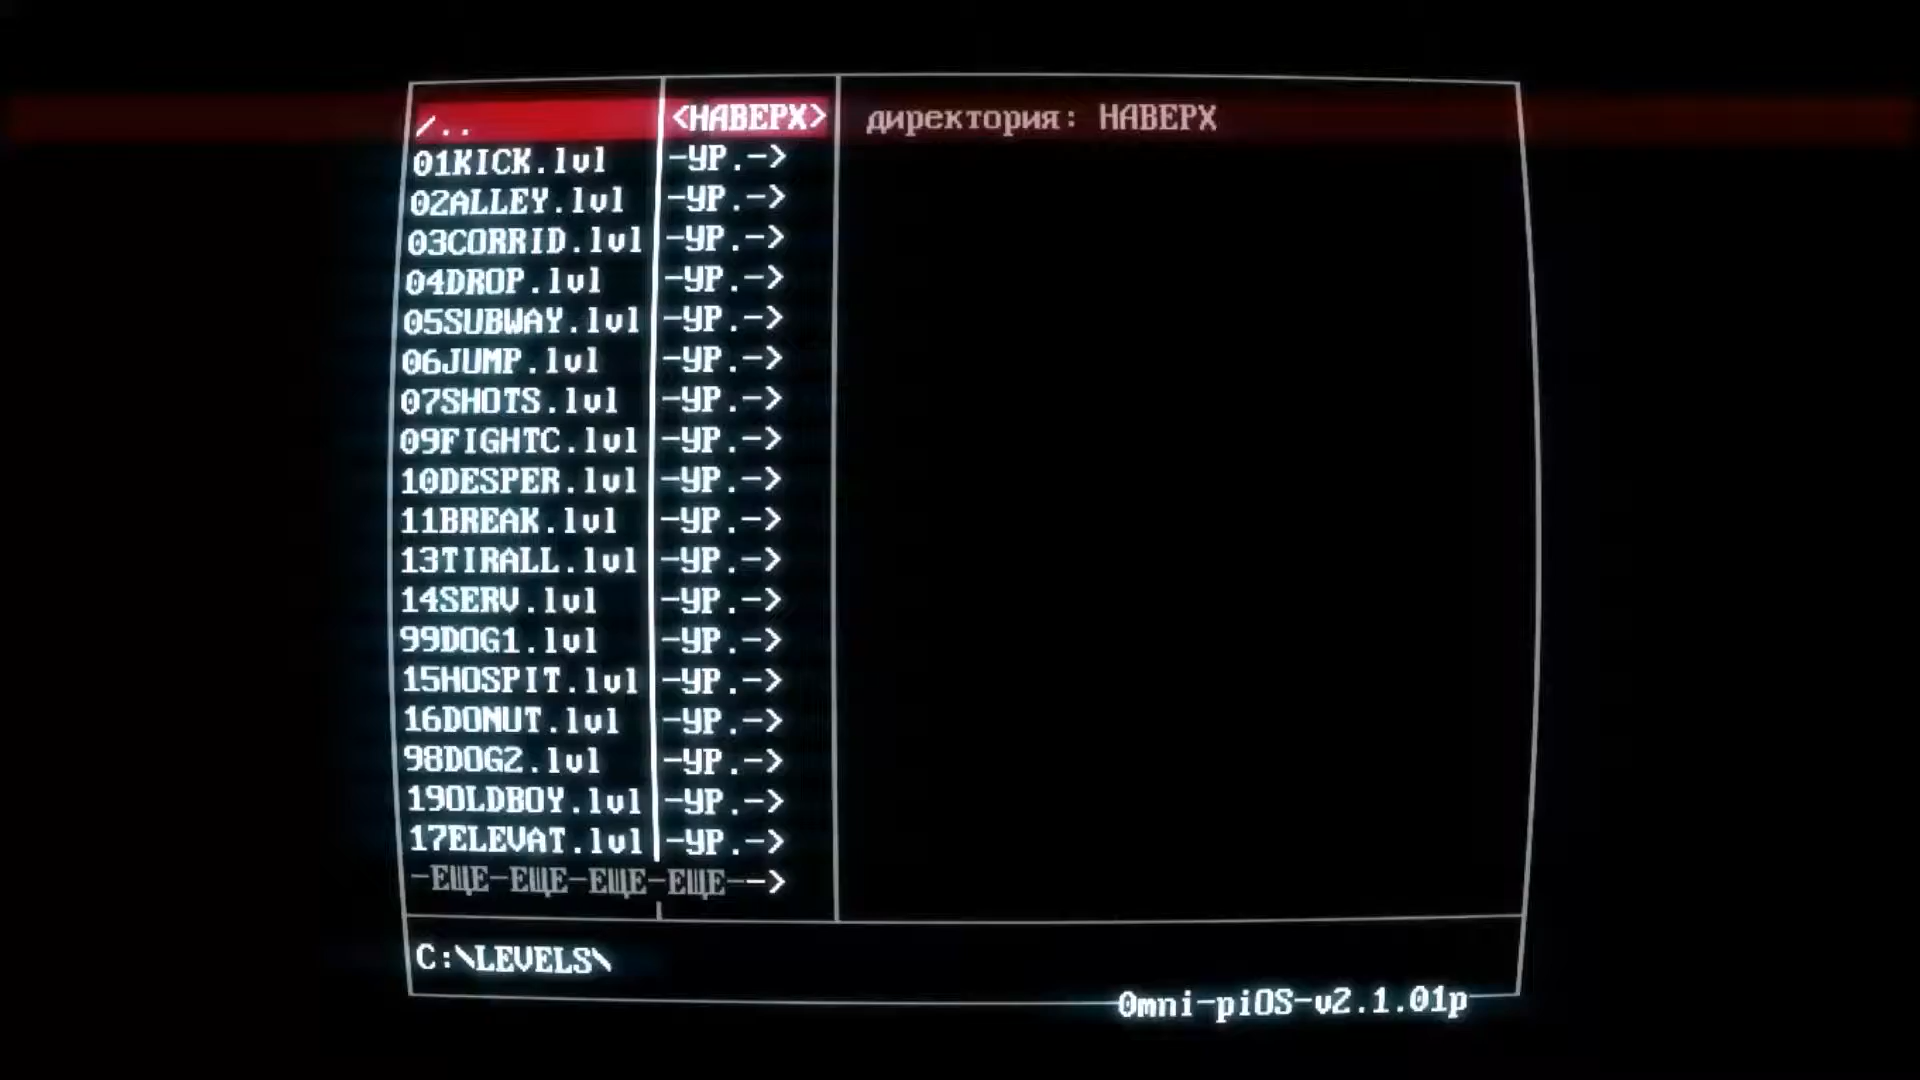 /.. <НАВЕРХ> директория: НАВЕРХ
01KICK.lvl -УР.->
02ALLEY.lvl -УР.->
03CORRID.lvl -УР.->
04DROP.lvl -УР.->
05SUBWAY.lvl -УР.->
06JUMP.lvl -УР.->
07SHOTS.lvl -УР.->
09FIGHTC.lvl -УР.->
10DESPER.lvl -УР.->
11BREAK.lvl -УР.->
13TIRALL.lvl -УР.->
14SERV.lvl -УР.->
99DOG1.lvl -УР.->
15HOSPIT.lvl -УР.->
16DONUT.lvl -УР.->
98DOG2.lvl -УР.->
19OLDBOY.lvl -УР.->
17ELEVAT.lvl -УР.->
-ЕЩЕ-ЕЩЕ-ЕЩЕ-ЕЩЕ-->
C:\LEVELS\
0mni-piOS-v2.1.01p